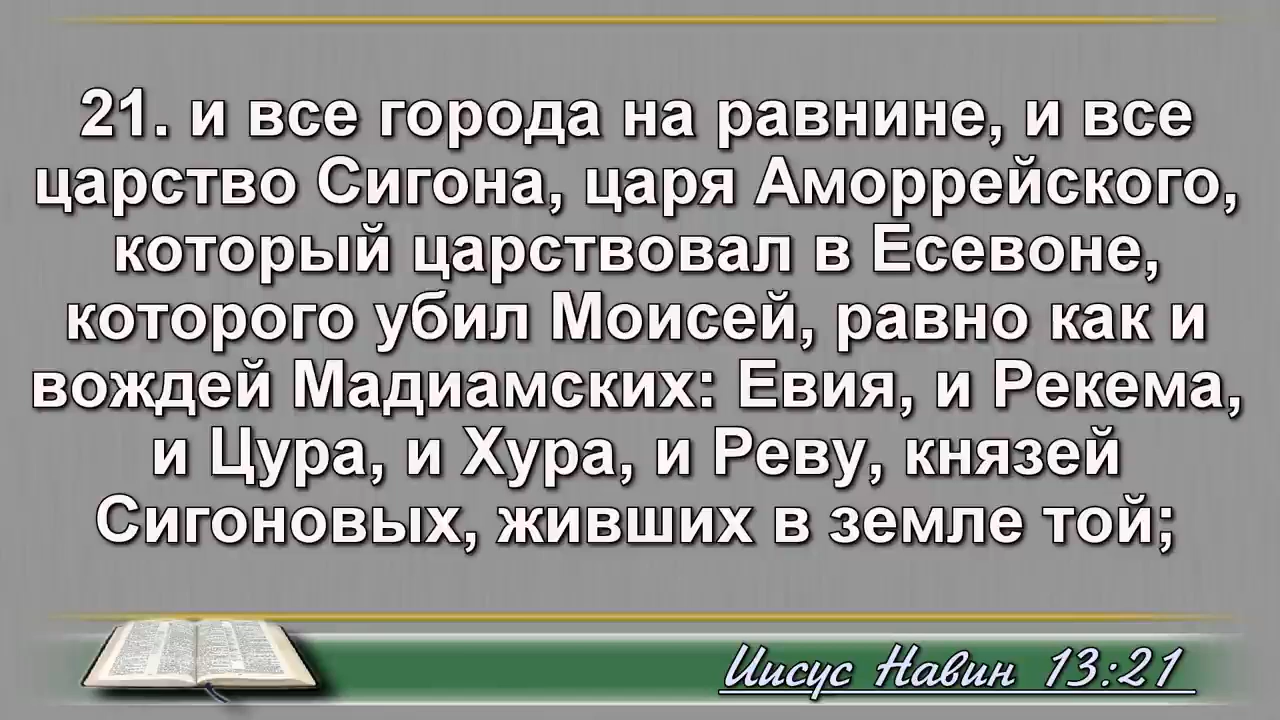 21. и все города на равнине, и все
царство Сигона, царя Аморрейского,
который царствовал в Есевоне,
которого убил Моисей, равно как и
вождей Мадиамских: Евия, и Рекема,
и Цура, и Хура, и Реву, князей
Сигоновых, живших в земле той;
Иисус Навин 13:21